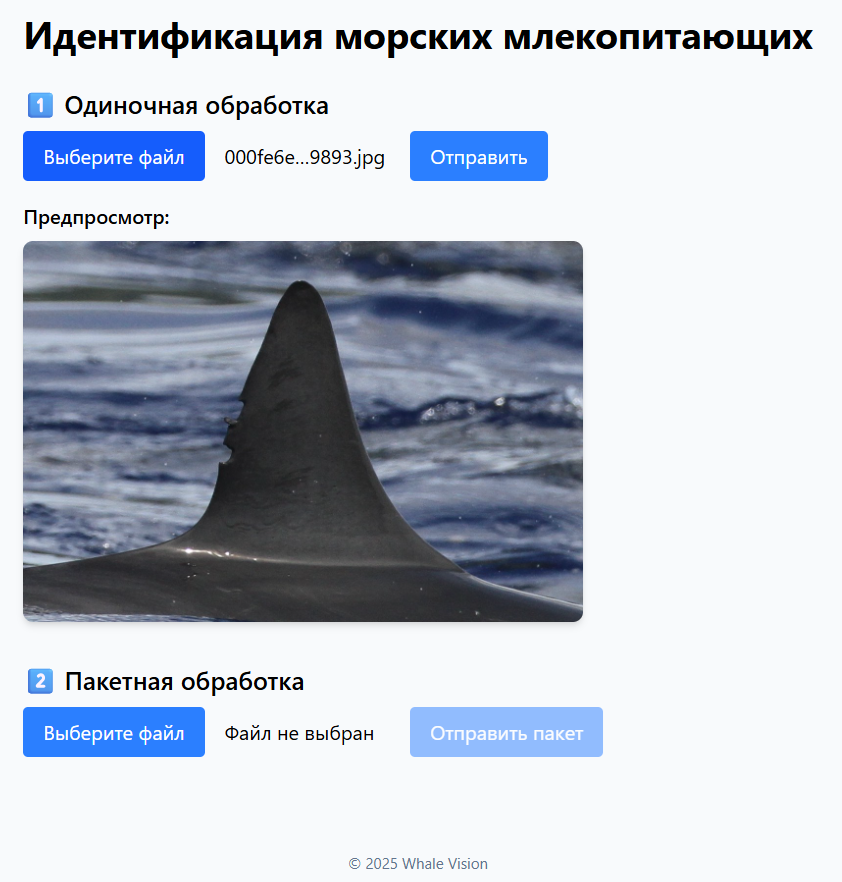 Идентификация морских млекопитающих
1 Одиночная обработка
Выберите файл 000fe6e...9893.jpg Отправить
Предпросмотр:
2 Пакетная обработка
Выберите файл Файл не выбран Отправить пакет
© 2025 Whale Vision